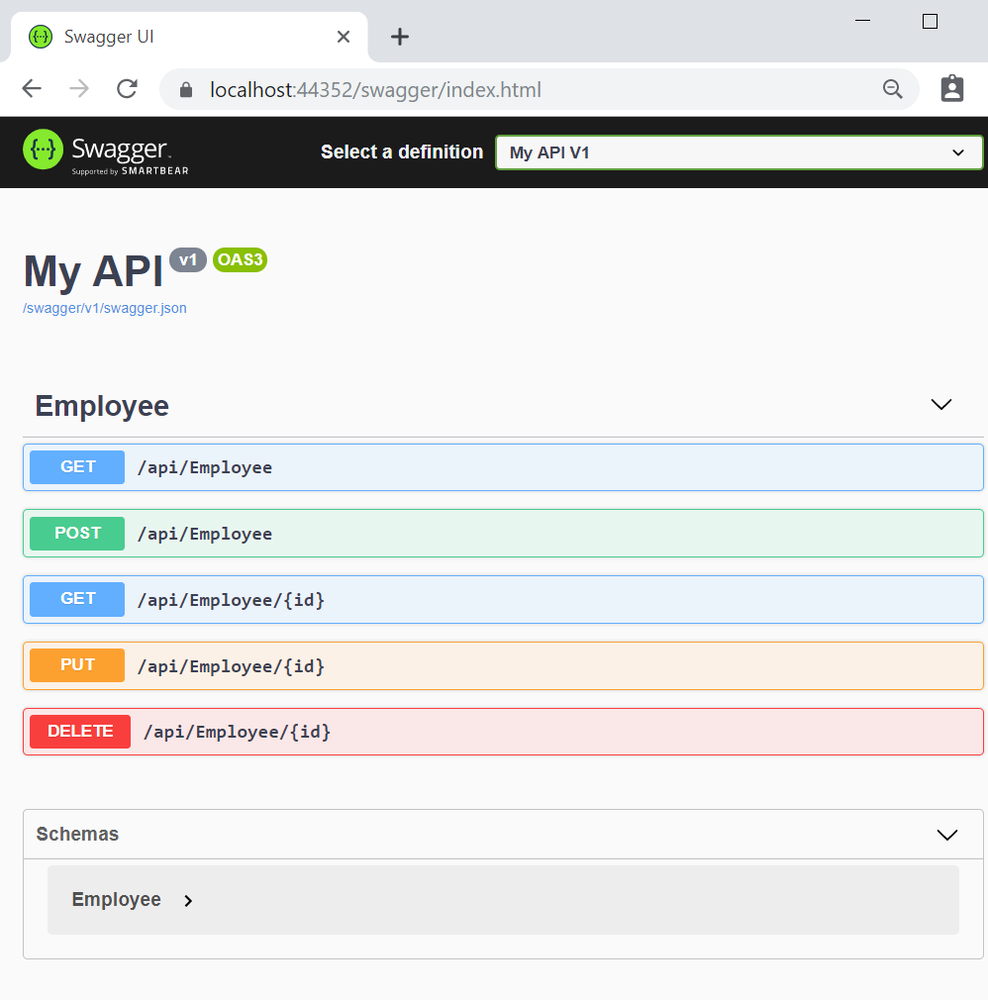 Swagger UI
localhost:44352/swagger/index.html
{···} Swagger™
Supported by SMARTBEAR
Select a definition
My API V1
My API v1 OAS3
/swagger/v1/swagger.json
Employee
GET /api/Employee
POST /api/Employee
GET /api/Employee/{id}
PUT /api/Employee/{id}
DELETE /api/Employee/{id}
Schemas
Employee